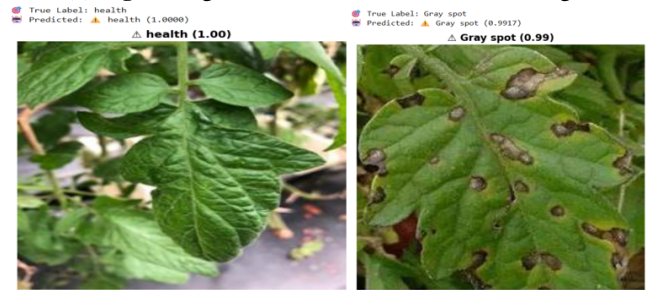 🎯 True Label: health
🤖 Predicted: ⚠ health (1.0000)
⚠ health (1.00)
🎯 True Label: Gray spot
🤖 Predicted: ⚠ Gray spot (0.9917)
⚠ Gray spot (0.99)